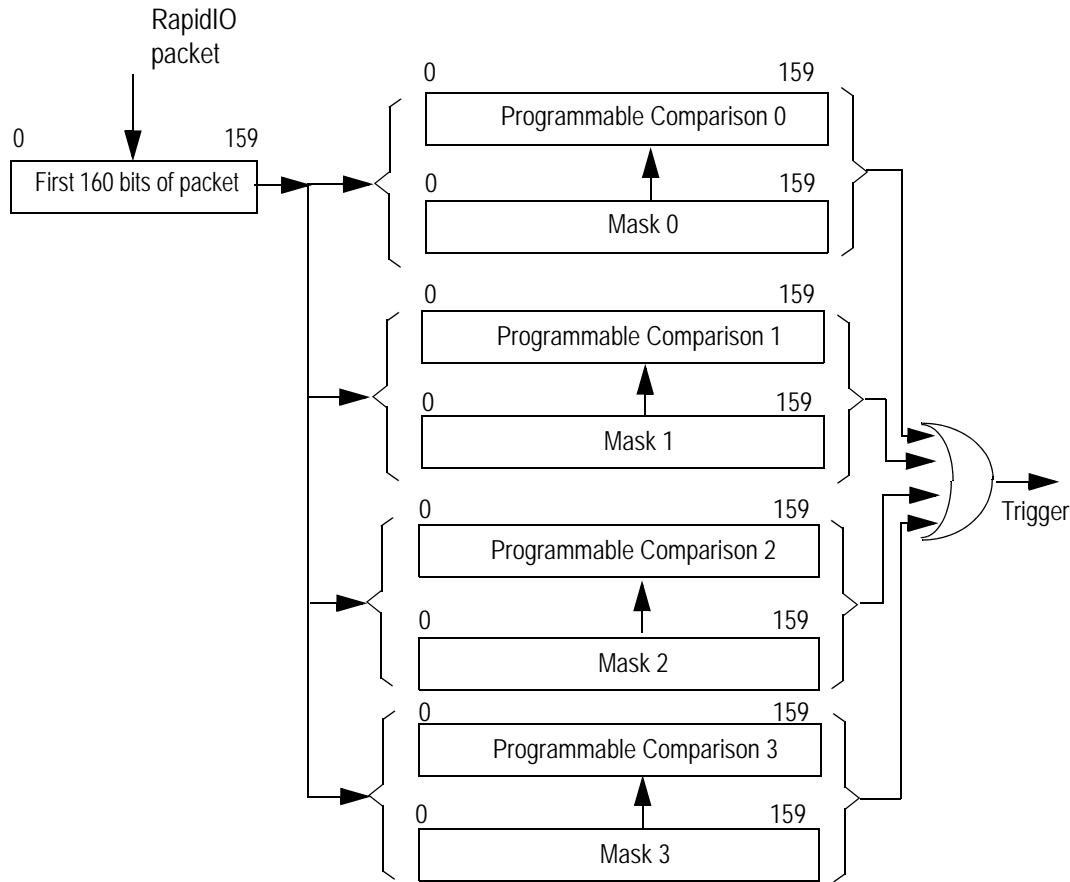 RapidIO
packet
0 159
First 160 bits of packet
0 159
Programmable Comparison 0
0 159
Mask 0
0 159
Programmable Comparison 1
0 159
Mask 1
0 159
Programmable Comparison 2
0 159
Mask 2
0 159
Programmable Comparison 3
0 159
Mask 3
Trigger